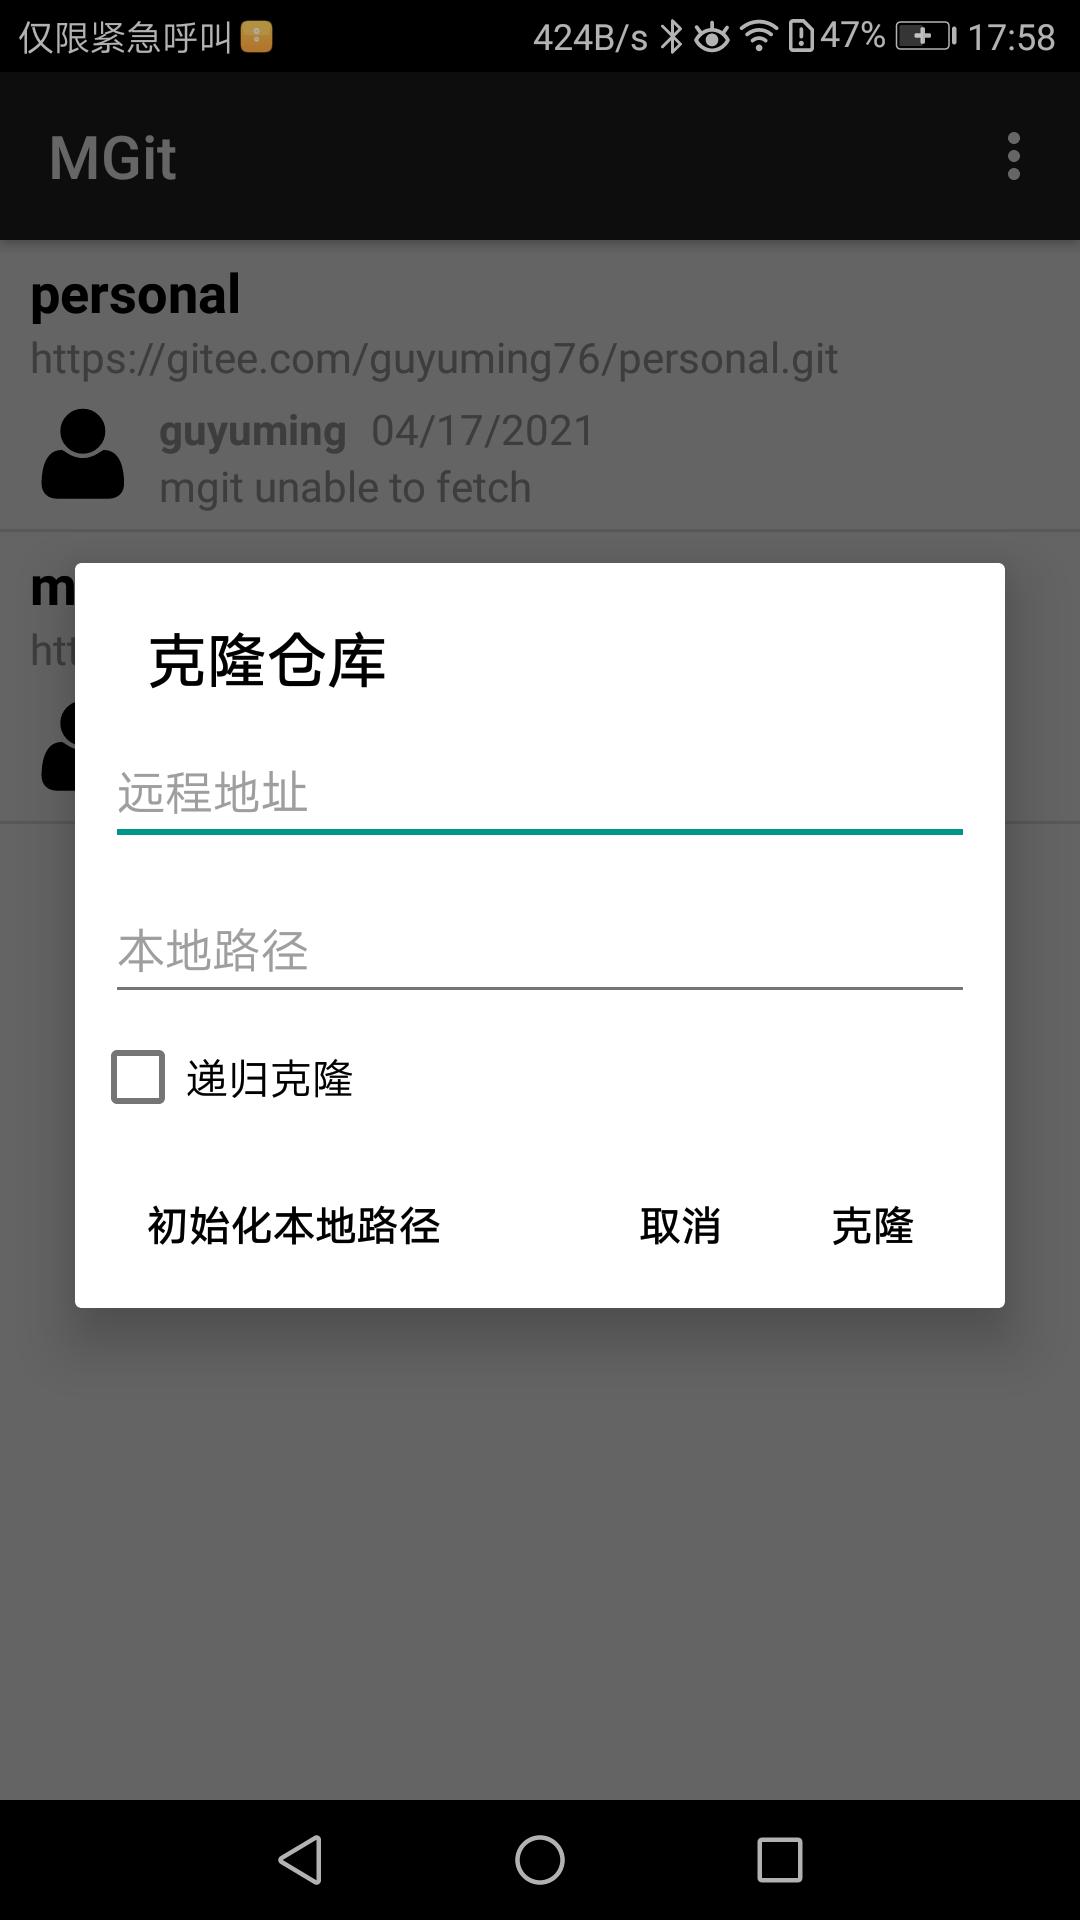 仅限紧急呼叫 424B/s 47% 17:58
MGit
personal
https://gitee.com/guyuming76/personal.git
guyuming 04/17/2021
mgit unable to fetch
m
htt
克隆仓库
远程地址
本地路径
递归克隆
初始化本地路径 取消 克隆